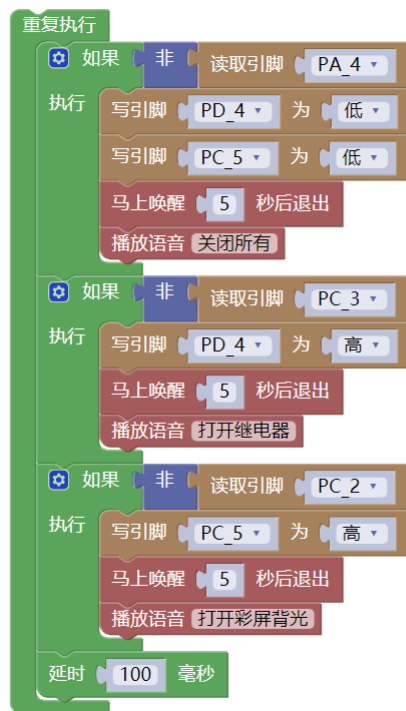 重复执行
如果 非 读取引脚 PA_4
执行 写引脚 PD_4 为 低
写引脚 PC_5 为 低
马上唤醒 5 秒后退出
播放语音 关闭所有
如果 非 读取引脚 PC_3
执行 写引脚 PD_4 为 高
马上唤醒 5 秒后退出
播放语音 打开继电器
如果 非 读取引脚 PC_2
执行 写引脚 PC_5 为 高
马上唤醒 5 秒后退出
播放语音 打开彩屏背光
延时 100 毫秒